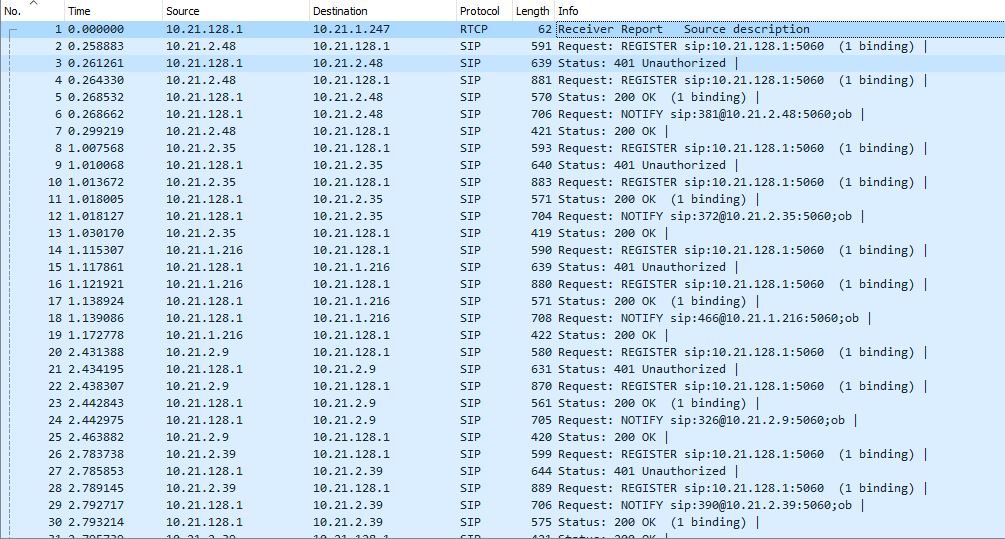 No. Time Source Destination Protocol Length Info
1 0.000000 10.21.128.1 10.21.1.247 RTCP 62 Receiver Report Source description
2 0.258883 10.21.2.48 10.21.128.1 SIP 591 Request: REGISTER sip:10.21.128.1:5060 (1 binding) |
3 0.261261 10.21.128.1 10.21.2.48 SIP 639 Status: 401 Unauthorized |
4 0.264330 10.21.2.48 10.21.128.1 SIP 881 Request: REGISTER sip:10.21.128.1:5060 (1 binding) |
5 0.268532 10.21.128.1 10.21.2.48 SIP 570 Status: 200 OK (1 binding) |
6 0.268662 10.21.128.1 10.21.2.48 SIP 706 Request: NOTIFY sip:381@10.21.2.48:5060;ob |
7 0.299219 10.21.2.48 10.21.128.1 SIP 421 Status: 200 OK |
8 1.007568 10.21.2.35 10.21.128.1 SIP 593 Request: REGISTER sip:10.21.128.1:5060 (1 binding) |
9 1.010068 10.21.128.1 10.21.2.35 SIP 640 Status: 401 Unauthorized |
10 1.013672 10.21.2.35 10.21.128.1 SIP 883 Request: REGISTER sip:10.21.128.1:5060 (1 binding) |
11 1.018005 10.21.128.1 10.21.2.35 SIP 571 Status: 200 OK (1 binding) |
12 1.018127 10.21.128.1 10.21.2.35 SIP 704 Request: NOTIFY sip:372@10.21.2.35:5060;ob |
13 1.030170 10.21.2.35 10.21.128.1 SIP 419 Status: 200 OK |
14 1.115307 10.21.1.216 10.21.128.1 SIP 590 Request: REGISTER sip:10.21.128.1:5060 (1 binding) |
15 1.117861 10.21.128.1 10.21.1.216 SIP 639 Status: 401 Unauthorized |
16 1.121921 10.21.1.216 10.21.128.1 SIP 880 Request: REGISTER sip:10.21.128.1:5060 (1 binding) |
17 1.138924 10.21.128.1 10.21.1.216 SIP 571 Status: 200 OK (1 binding) |
18 1.139086 10.21.128.1 10.21.1.216 SIP 708 Request: NOTIFY sip:466@10.21.1.216:5060;ob |
19 1.172778 10.21.1.216 10.21.128.1 SIP 422 Status: 200 OK |
20 2.431388 10.21.2.9 10.21.128.1 SIP 580 Request: REGISTER sip:10.21.128.1:5060 (1 binding) |
21 2.434195 10.21.128.1 10.21.2.9 SIP 631 Status: 401 Unauthorized |
22 2.438307 10.21.2.9 10.21.128.1 SIP 870 Request: REGISTER sip:10.21.128.1:5060 (1 binding) |
23 2.442843 10.21.128.1 10.21.2.9 SIP 561 Status: 200 OK (1 binding) |
24 2.442975 10.21.128.1 10.21.2.9 SIP 705 Request: NOTIFY sip:326@10.21.2.9:5060;ob |
25 2.463882 10.21.2.9 10.21.128.1 SIP 420 Status: 200 OK |
26 2.783738 10.21.2.39 10.21.128.1 SIP 599 Request: REGISTER sip:10.21.128.1:5060 (1 binding) |
27 2.785853 10.21.128.1 10.21.2.39 SIP 644 Status: 401 Unauthorized |
28 2.789145 10.21.2.39 10.21.128.1 SIP 889 Request: REGISTER sip:10.21.128.1:5060 (1 binding) |
29 2.792717 10.21.128.1 10.21.2.39 SIP 706 Request: NOTIFY sip:390@10.21.2.39:5060;ob |
30 2.793214 10.21.128.1 10.21.2.39 SIP 575 Status: 200 OK (1 binding) |